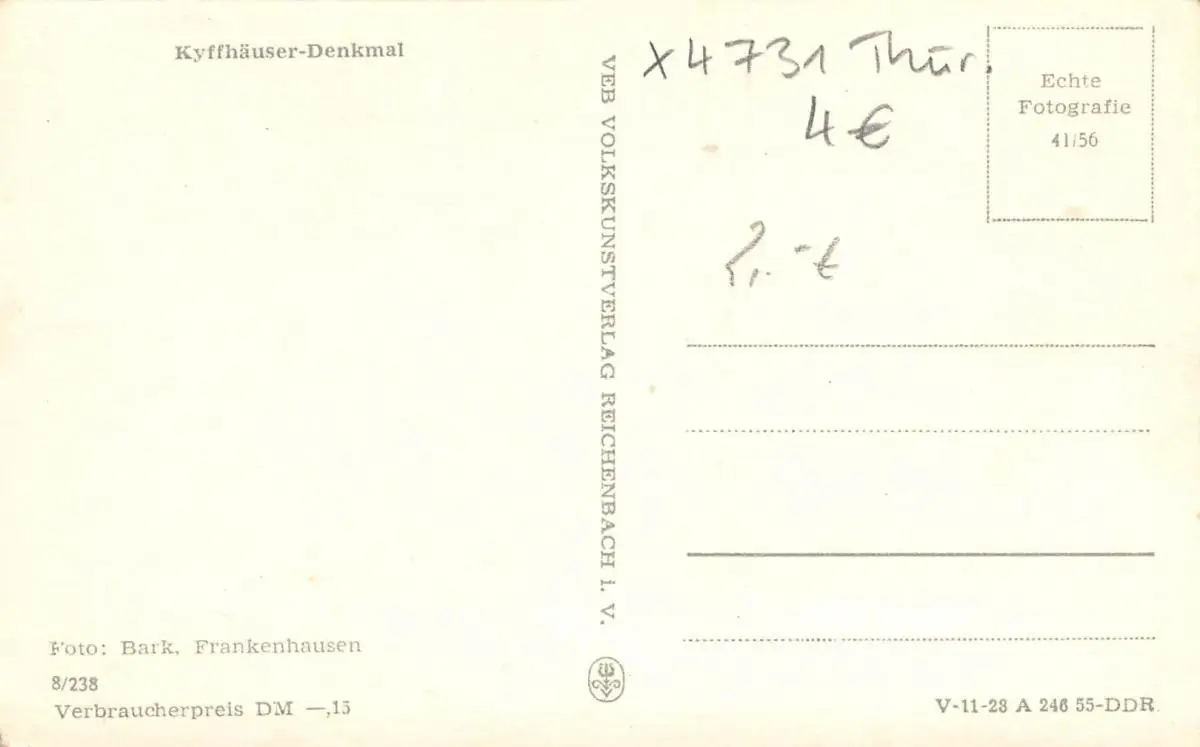 Kyffhäuser-Denkmal
VEB VOLKSKUNSTVERLAG REICHENBACH i. V.
x4731 Thür.
4 €
2,-€
Echte
Fotografie
41/56
Foto: Bark, Frankenhausen
8/238
Verbraucherpreis DM —,15
V-11-28 A 246 55-DDR